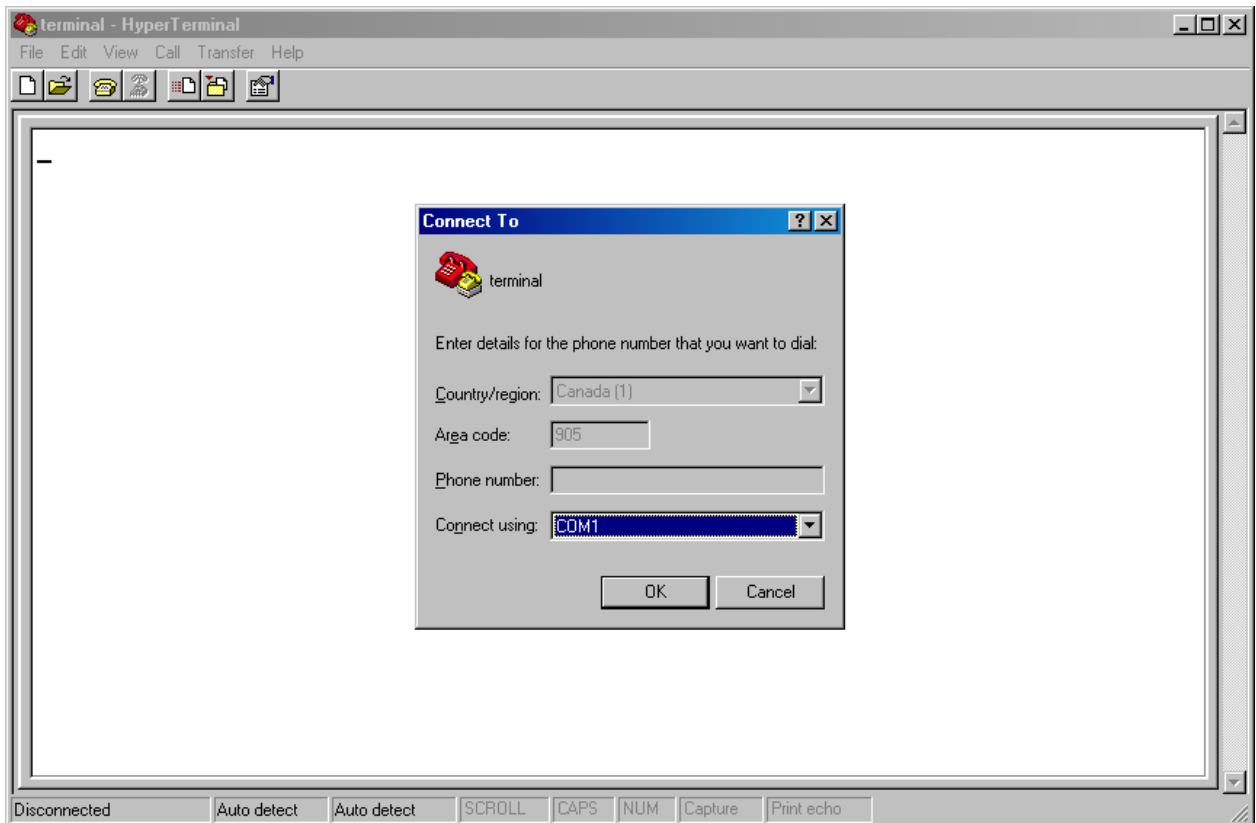 terminal - HyperTerminal
File Edit View Call Transfer Help
Connect To
terminal
Enter details for the phone number that you want to dial:
Country/region: Canada (1)
Area code: 905
Phone number:
Connect using: COM1
OK Cancel
Disconnected Auto detect Auto detect SCROLL CAPS NUM Capture Print echo